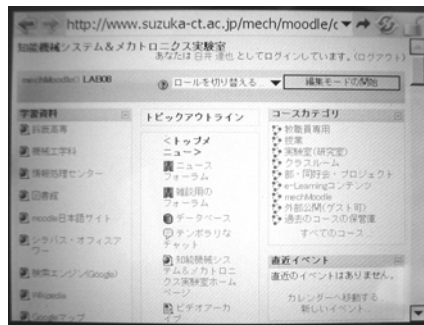 http://www.suzuka-ct.ac.jp/mech/moodle/c
知能機械システム&メカトロニクス実験室
あなたは 白井 達也 としてログインしています。(ログアウト)
mechMoodle() LAB08
ロールを切り替える...
編集モードの開始
学習資料
鈴鹿高専
機械工学科
情報処理センター
図書館
moodle日本語サイト
シラバス・オフィスアワー
検索エンジン(Google)
Wikipedia
Googleマップ
トピックアウトライン
<トップメニュー>
ニュース
フォーラム
雑談用の
フォーラム
データベース
テンポラリな
チャット
知能機械シス
テム&メカトロニ
クス実験室ホーム
ページ
ビデオアーカ
イブ
コースカテゴリ
教職員専用
授業
実験室(研究室)
クラスルーム
部・同好会・プロジェクト
e-Learningコンテンツ
mechMoodle
外部公開(ゲスト可)
過去のコースの保管庫
すべてのコース...
直近イベント
直近のイベントはありません。
カレンダーへ移動する...
新しいイベント...